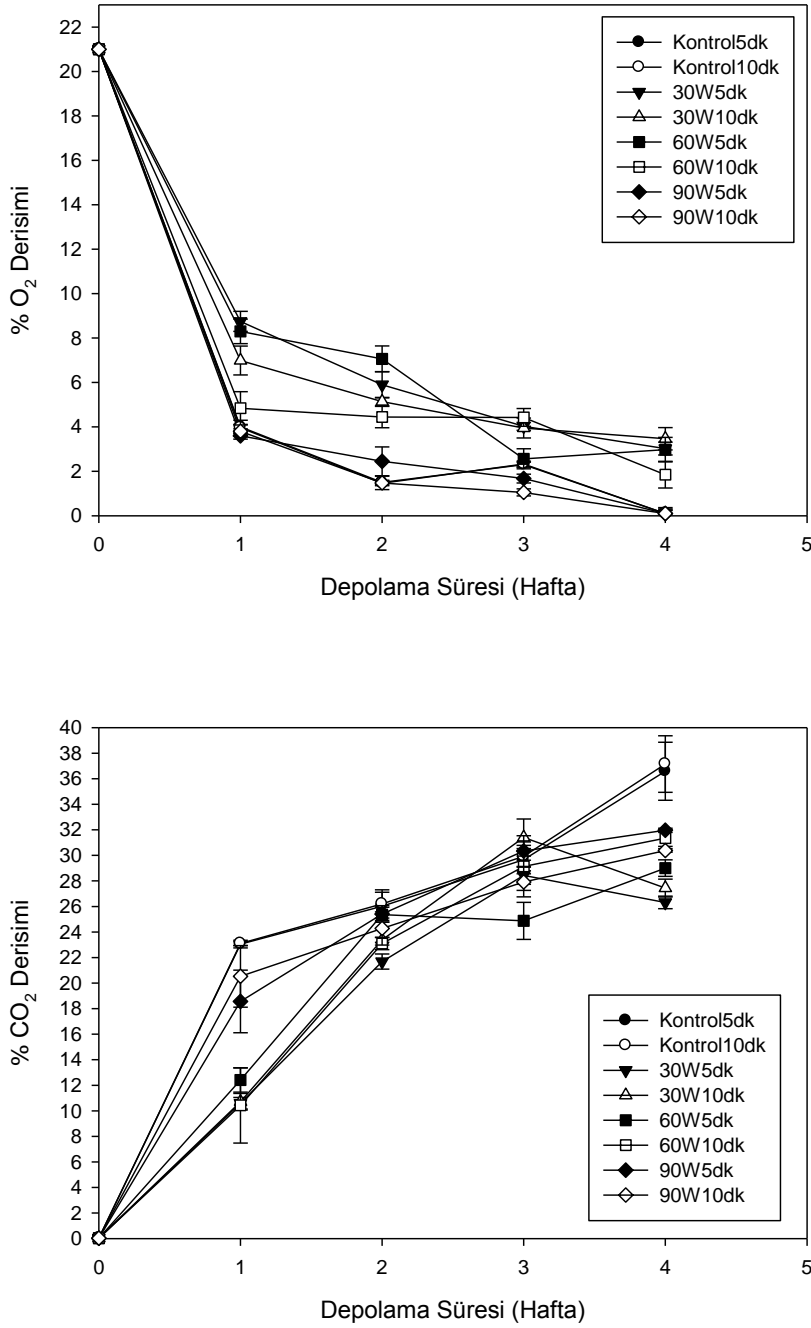 22
20
18
16
14
12
10
8
6
4
2
0
% O₂ Derisimi
Kontrol5dk
Kontrol10dk
30W5dk
30W10dk
60W5dk
60W10dk
90W5dk
90W10dk
0 1 2 3 4 5
Depolama Süresi (Hafta)
40
38
36
34
32
30
28
26
24
22
20
18
16
14
12
10
8
6
4
2
0
% CO₂ Derisimi
Kontrol5dk
Kontrol10dk
30W5dk
30W10dk
60W5dk
60W10dk
90W5dk
90W10dk
0 1 2 3 4 5
Depolama Süresi (Hafta)